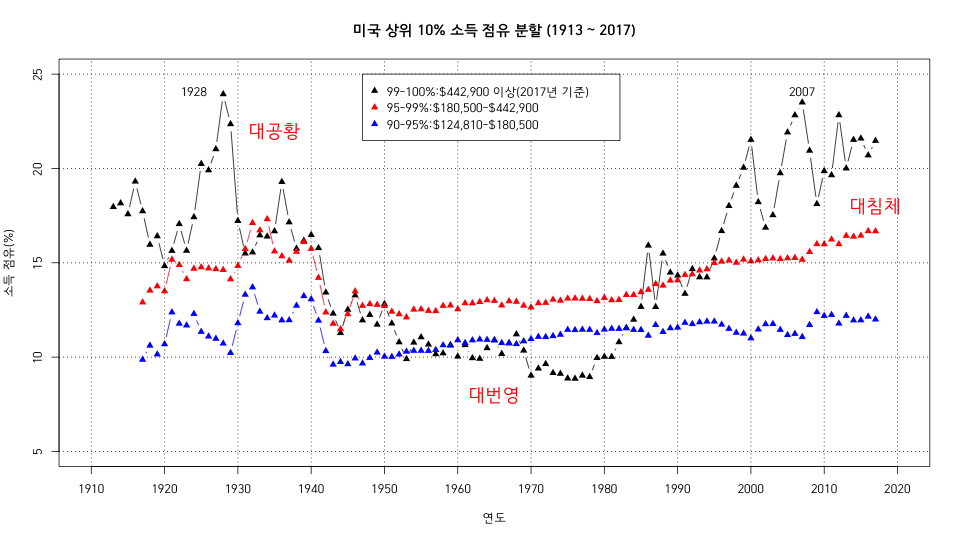 미국 상위 10% 소득 점유 분할 (1913 ~ 2017)
99-100%:$442,900 이상(2017년 기준)
95-99%:$180,500-$442,900
90-95%:$124,810-$180,500
1928
2007
대공황
대침체
대번영
소득 점유(%)
25
20
15
10
5
1910 1920 1930 1940 1950 1960 1970 1980 1990 2000 2010 2020
연도